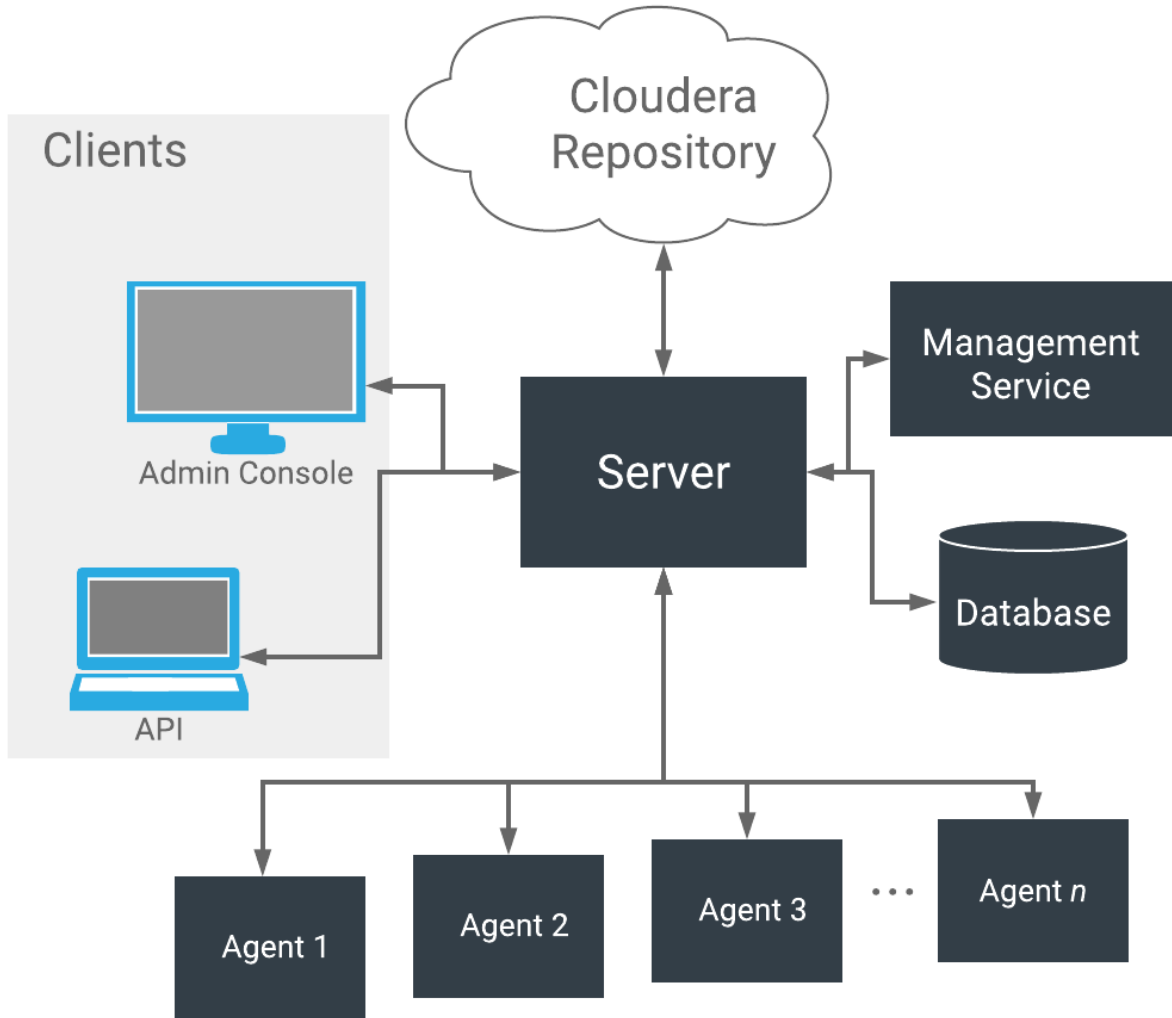 Cloudera
Repository
Clients
Management
Service
Server
Admin Console
Database
API
Agent 1
Agent 2
Agent 3
...
Agent n